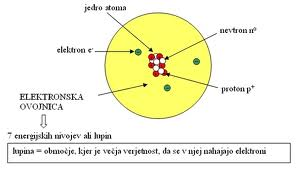 jedro atoma
nevtron nº
elektron e-
proton p+
ELEKTRONSKA
OVOJNICA
7 energijskih nivojev ali lupin
lupina = območje, kjer je večja verjetnost, da se v njej nahajajo elektroni